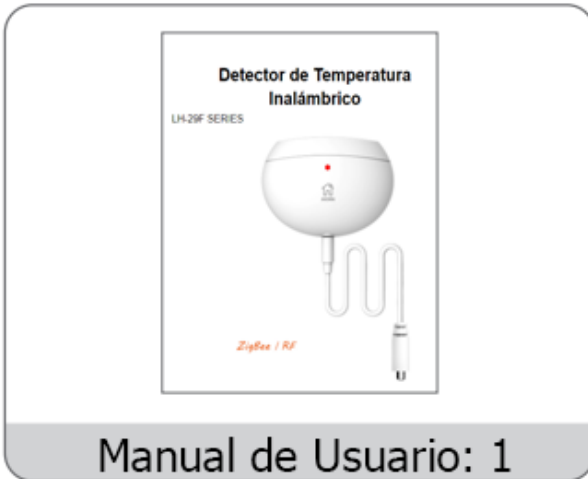 Detector de Temperatura
Inalámbrico
LH-29F SERIES
ZigBee / RF
Manual de Usuario: 1